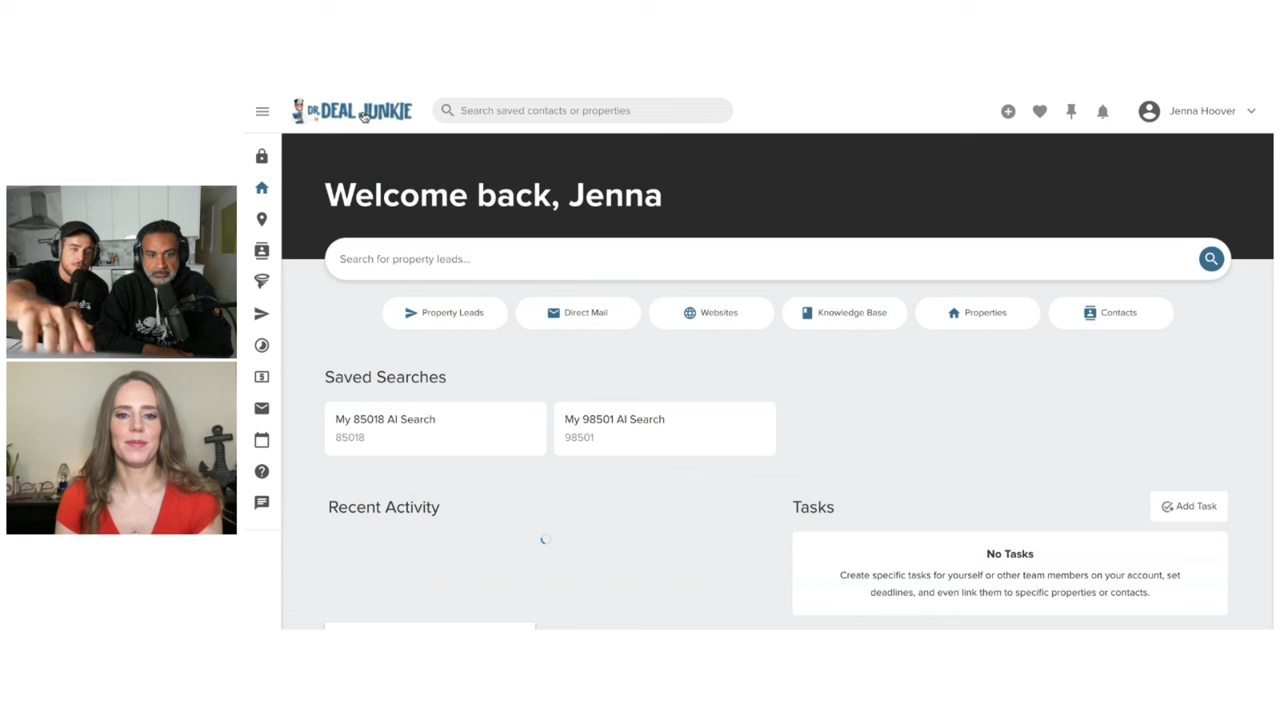 DR. DEAL JUNKIE
Search saved contacts or properties
Jenna Hoover
Welcome back, Jenna
Search for property leads...
Property Leads
Direct Mail
Websites
Knowledge Base
Properties
Contacts
Saved Searches
My 85018 AI Search
85018
My 98501 AI Search
98501
Recent Activity
Tasks
Add Task
No Tasks
Create specific tasks for yourself or other team members on your account, set
deadlines, and even link them to specific properties or contacts.